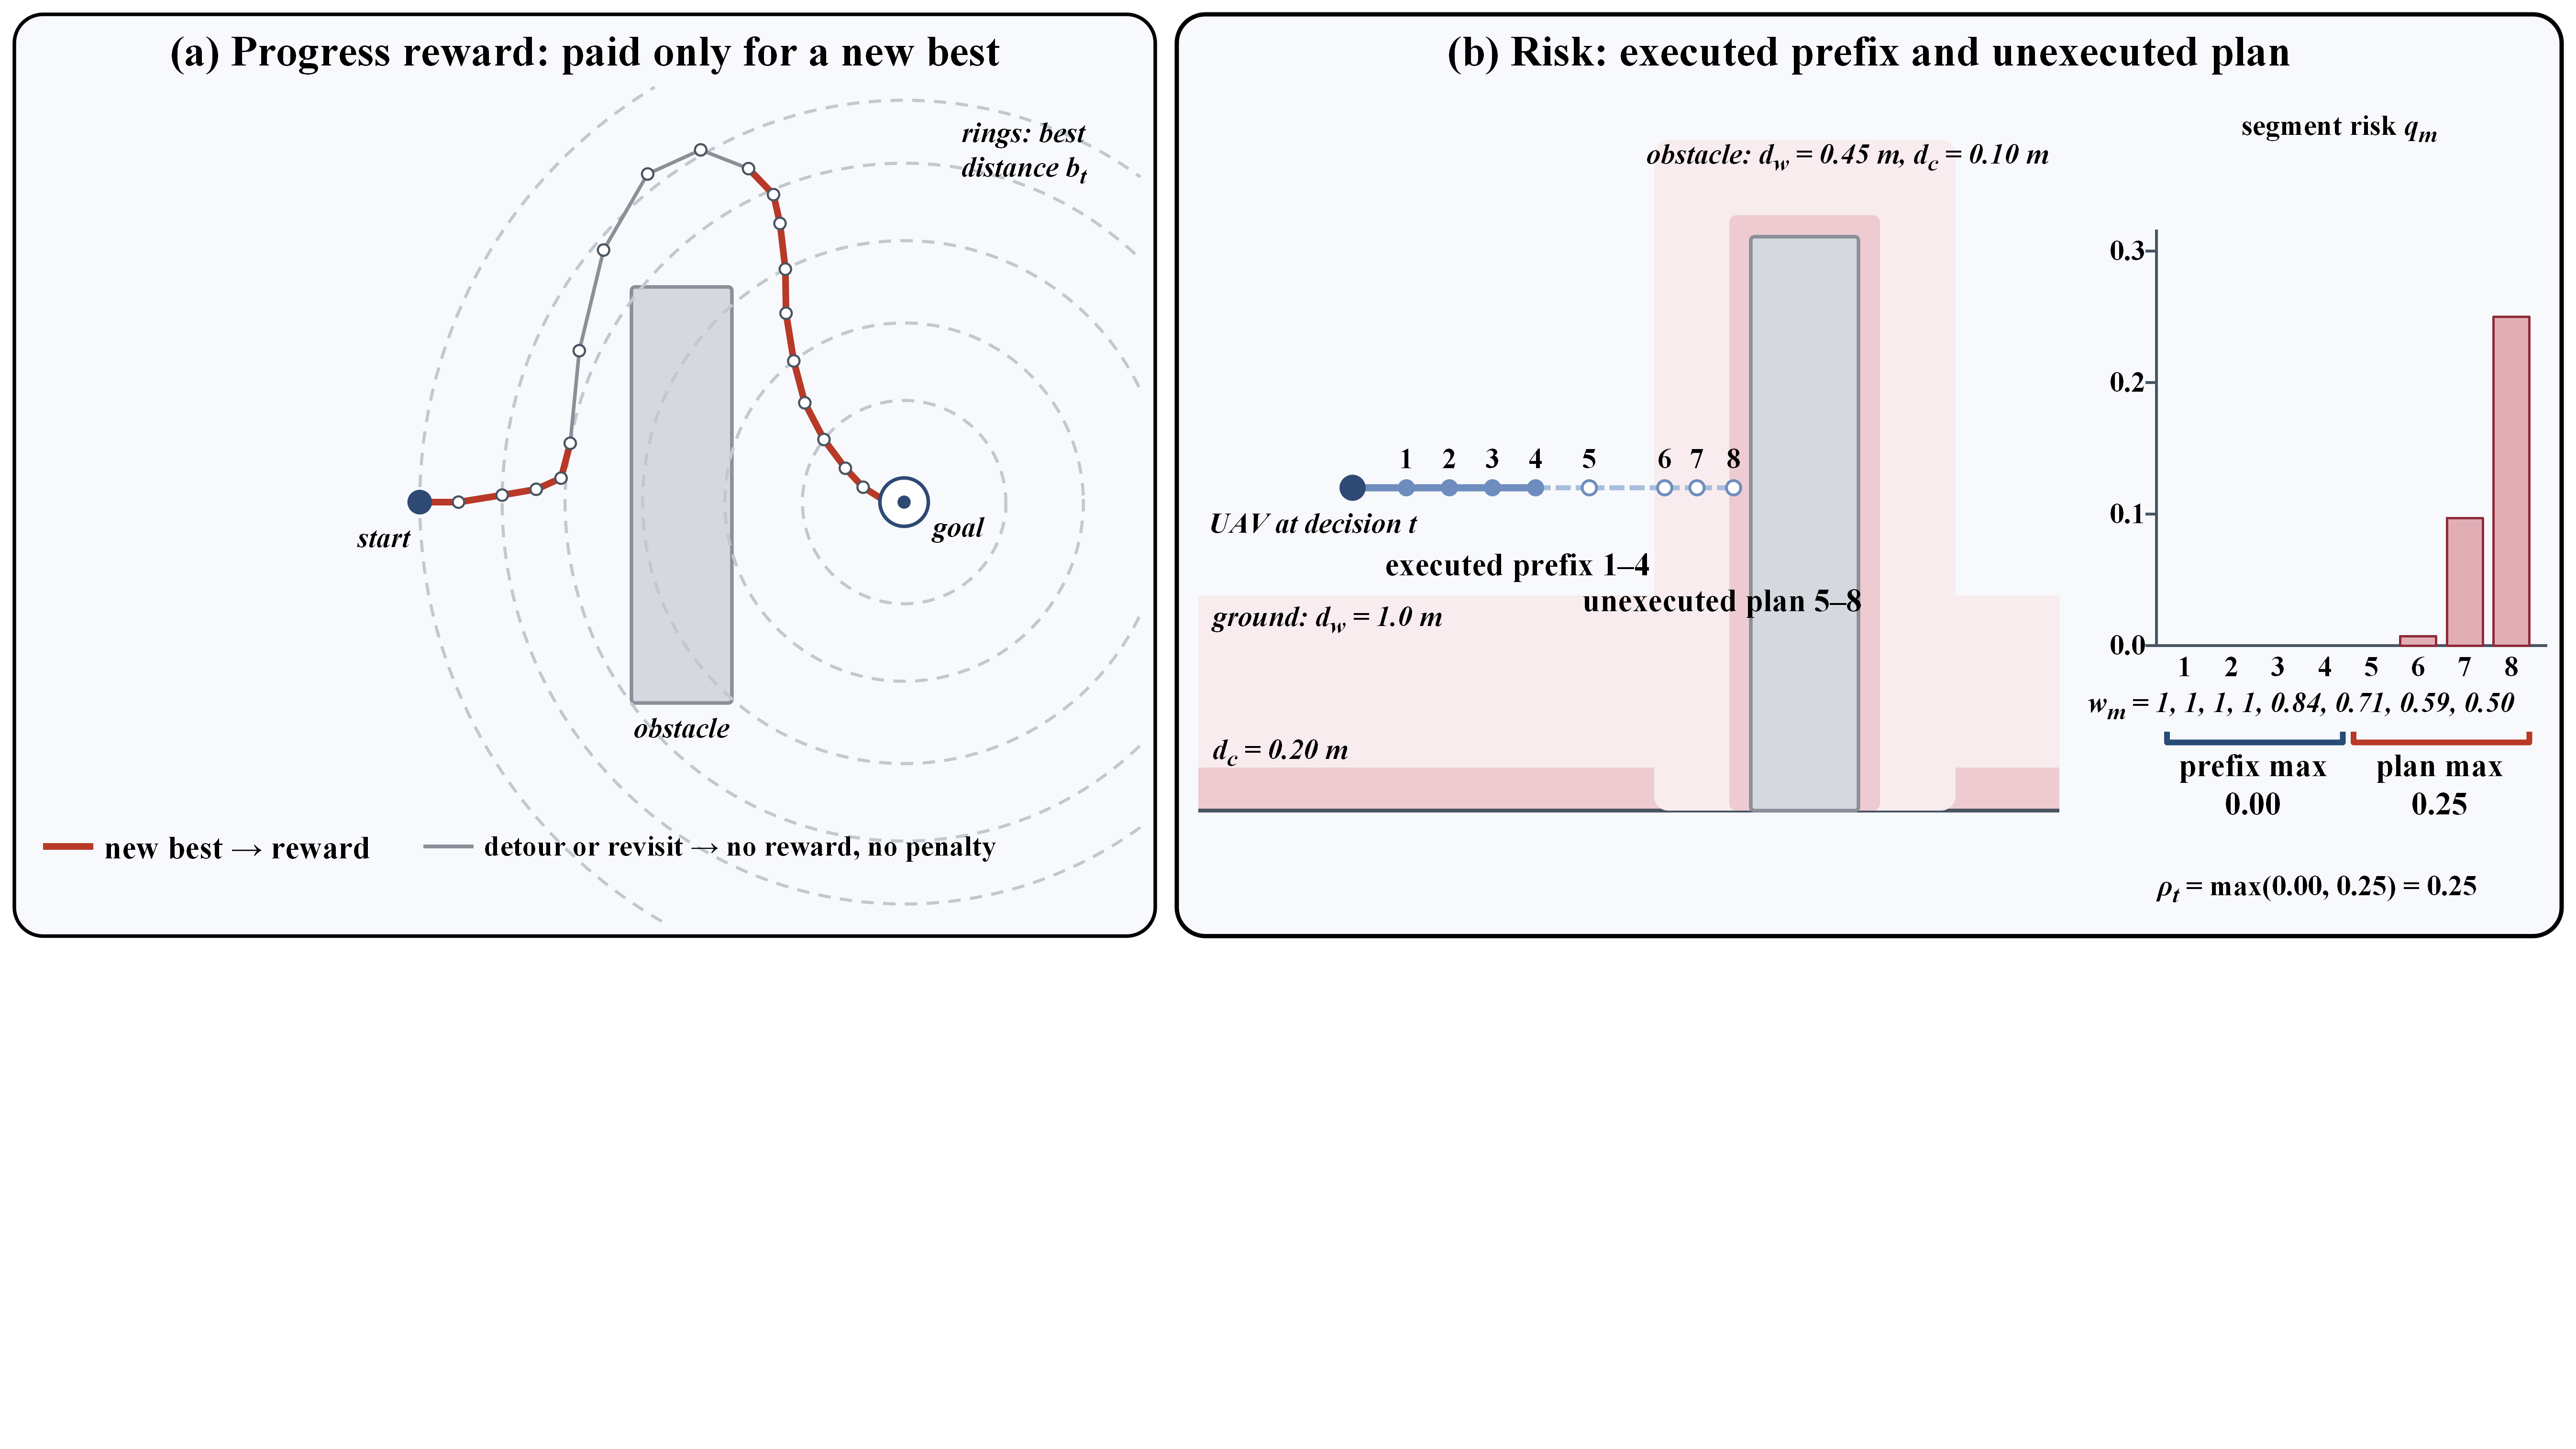 (a) Progress reward: paid only for a new best
rings: best
distance b_t
start
goal
obstacle
new best → reward
detour or revisit → no reward, no penalty
(b) Risk: executed prefix and unexecuted plan
obstacle: d_w = 0.45 m, d_c = 0.10 m
1 2 3 4 5 6 7 8
UAV at decision t
executed prefix 1–4
unexecuted plan 5–8
ground: d_w = 1.0 m
d_c = 0.20 m
segment risk q_m
0.3
0.2
0.1
0.0
1 2 3 4 5 6 7 8
w_m = 1, 1, 1, 1, 0.84, 0.71, 0.59, 0.50
prefix max
0.00
plan max
0.25
ρ_t = max(0.00, 0.25) = 0.25